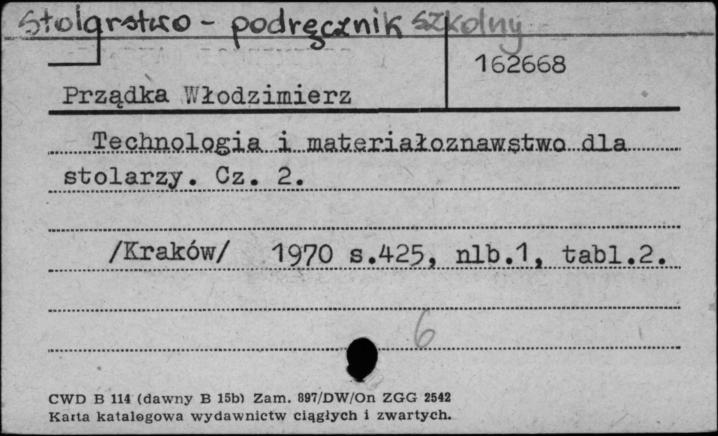 Stolarstwo - podręcznik szkolny
162668
Prządka Włodzimierz
Technologia i materiałoznawstwo dla
stolarzy. Cz. 2.
/Kraków/ 1970 s.425, nlb.1, tabl.2.
6
CWD B 114 (dawny B 15b) Zam. 897/DW/On ZGG 2542
Karta katalogowa wydawnictw ciągłych i zwartych.